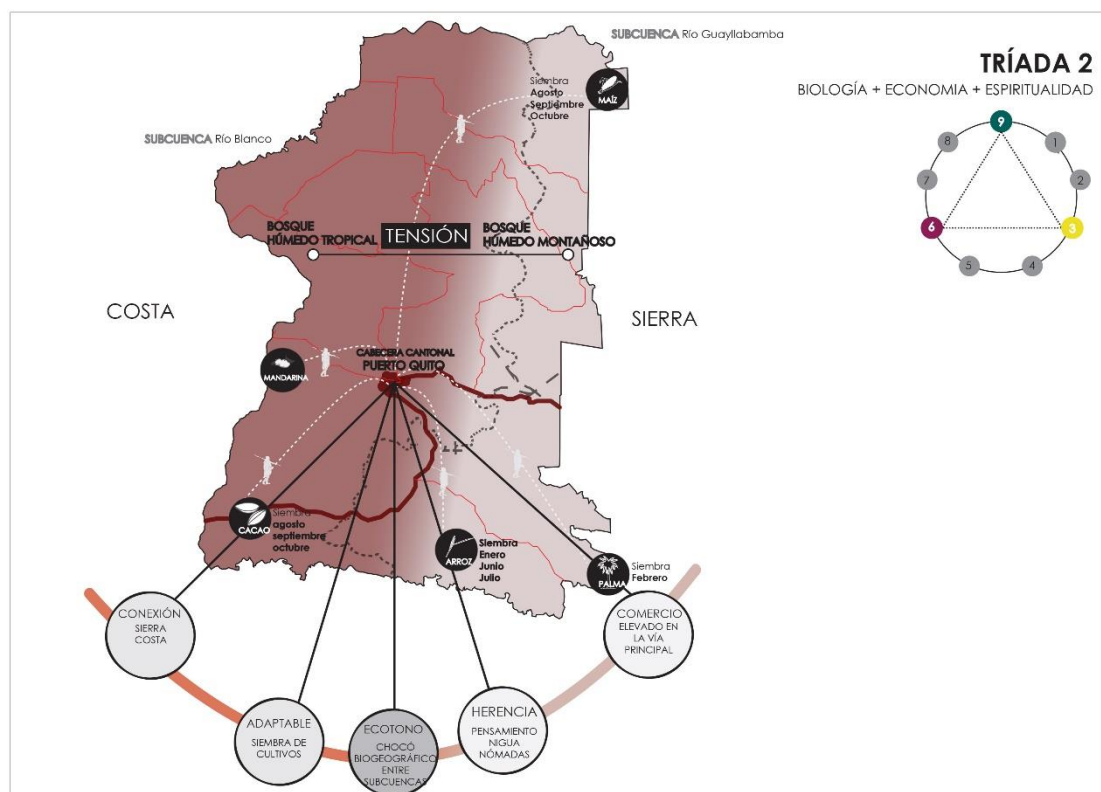 SUBCUENCA Río Guayllabamba
TRÍADA 2
BIOLOGÍA + ECONOMIA + ESPIRITUALIDAD
9
8
1
7
2
6
3
5
4
Siembra
Agosto
Septiembre
Octubre
MAÍZ
SUBCUENCA Río Blanco
BOSQUE
HÚMEDO TROPICAL
TENSIÓN
BOSQUE
HÚMEDO MONTAÑOSO
COSTA
SIERRA
MANDARINA
CABECERA CANTONAL
PUERTO QUITO
CACAO
Siembra
agosto
septiembre
octubre
ARROZ
Siembra
Enero
Junio
Julio
PALMA
Siembra
Febrero
CONEXIÓN
SIERRA
COSTA
ADAPTABLE
SIEMBRA DE
CULTIVOS
ECOTONO
CHOCÓ
BIOGEOGRÁFICO
ENTRE
SUBCUENCAS
HERENCIA
PENSAMIENTO
NIGUA
NÓMADAS
COMERCIO
ELEVADO EN
LA VÍA
PRINCIPAL